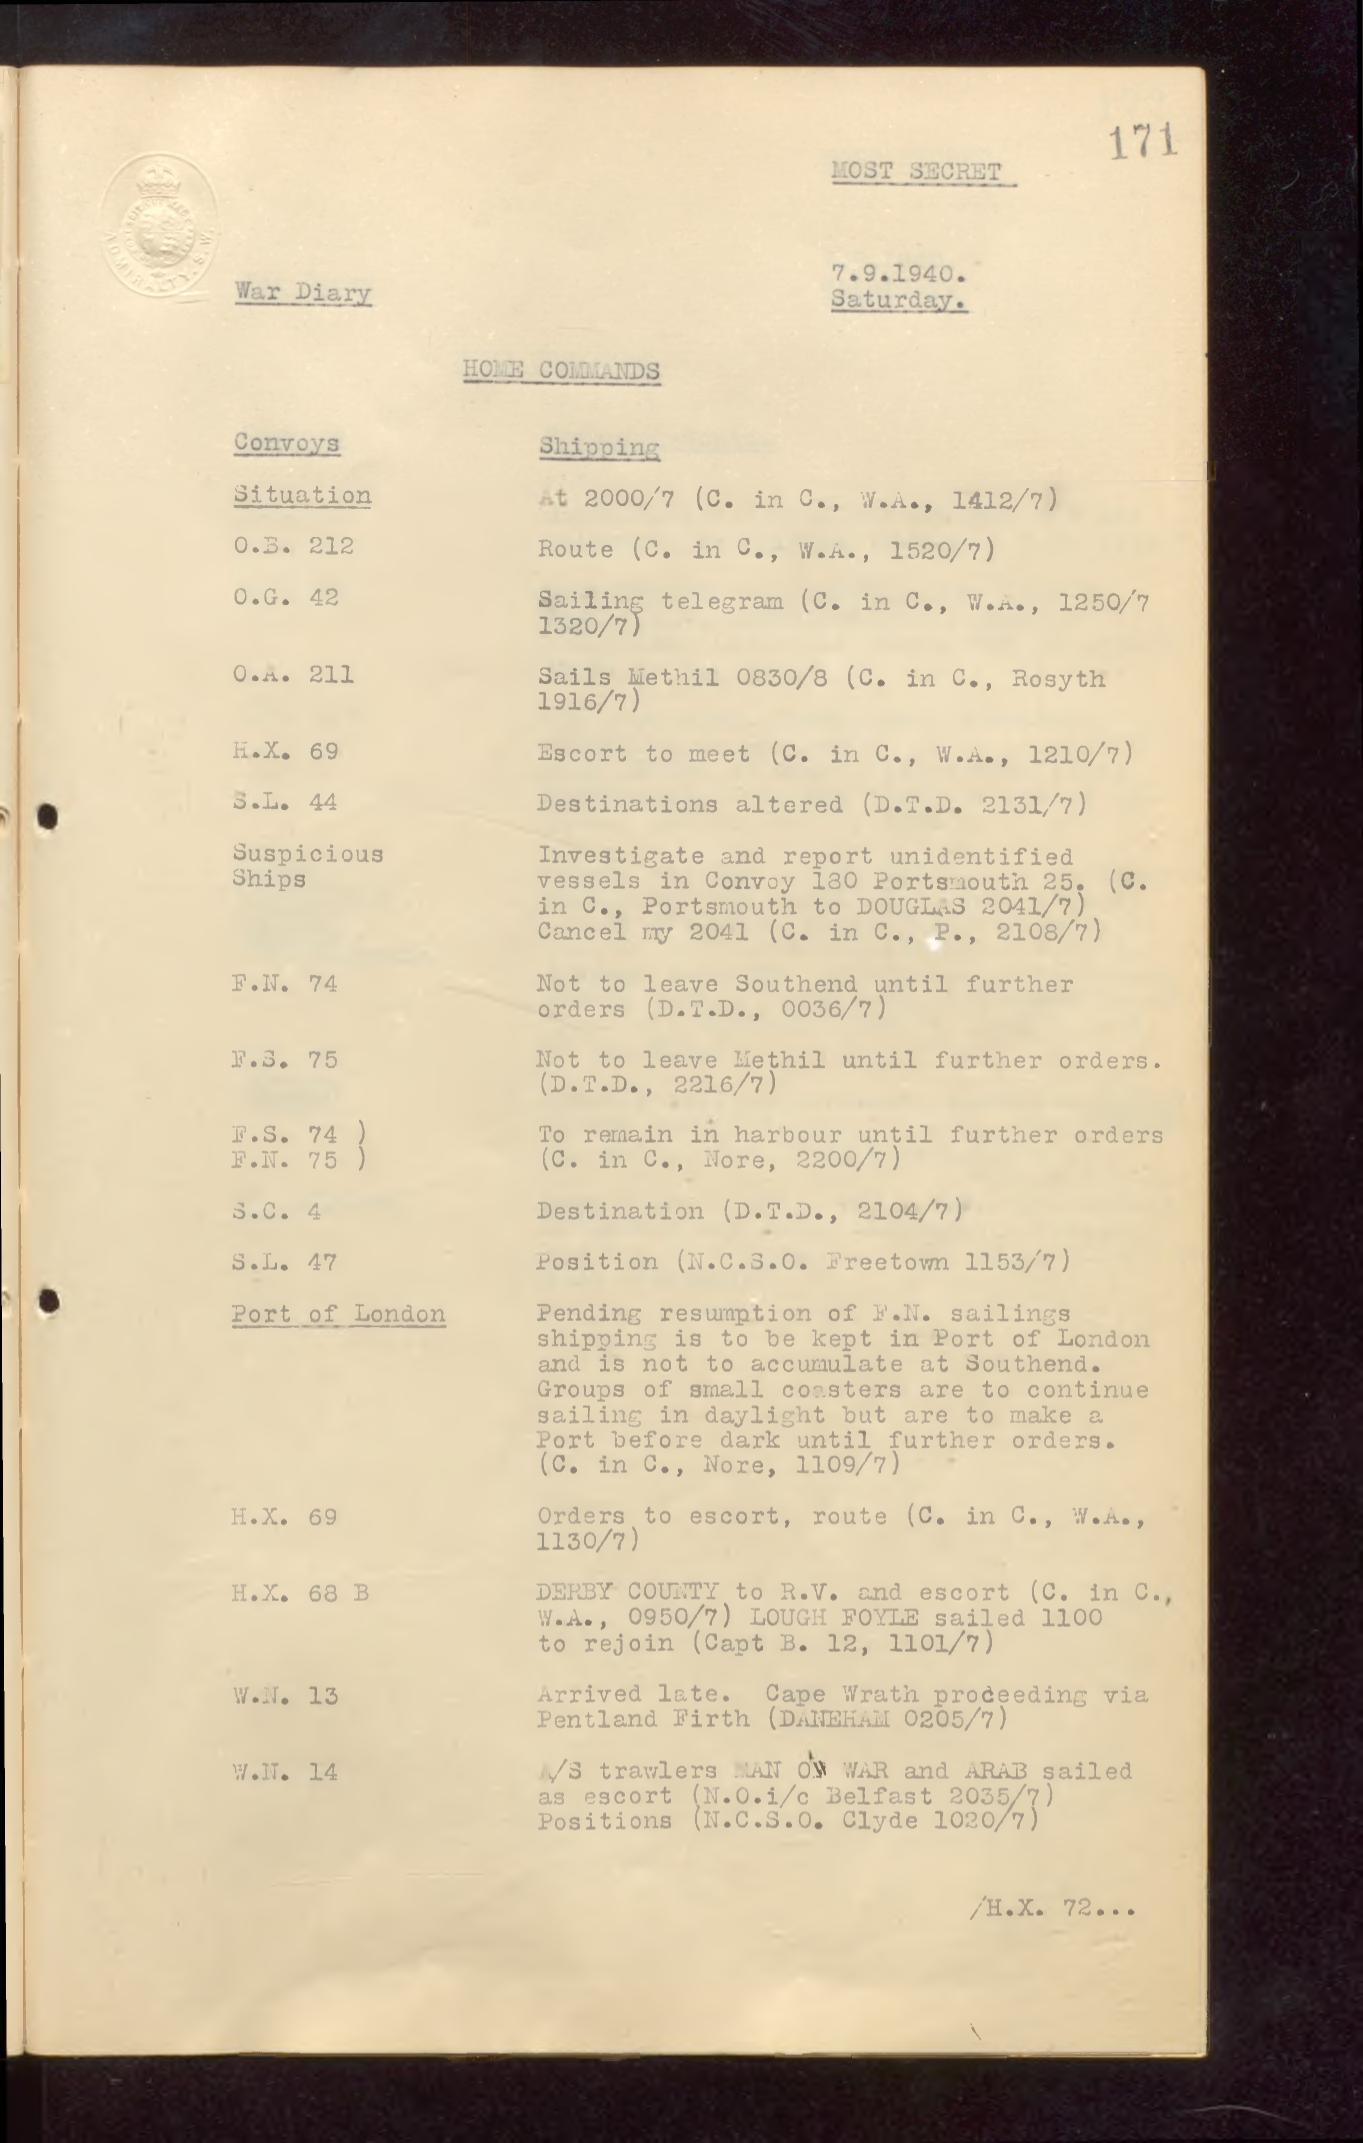 171
MOST SECRET
ADMIRALTY.S.W.
7.9.1940.
War Diary
Saturday.
HOME COMMANDS
Convoys Shipping
Situation At 2000/7 (C. in C., W.A., 1412/7)
O.B. 212 Route (C. in C., W.A., 1520/7)
O.G. 42 Sailing telegram (C. in C., W.A., 1250/7
1320/7)
O.A. 211 Sails Methil 0830/8 (C. in C., Rosyth
1916/7)
H.X. 69 Escort to meet (C. in C., W.A., 1210/7)
S.L. 44 Destinations altered (D.T.D. 2131/7)
Suspicious Investigate and report unidentified
Ships vessels in Convoy 180 Portsmouth 25. (C.
in C., Portsmouth to DOUGLAS 2041/7)
Cancel my 2041 (C. in C., P., 2108/7)
F.N. 74 Not to leave Southend until further
orders (D.T.D., 0036/7)
F.S. 75 Not to leave Methil until further orders.
(D.T.D., 2216/7)
F.S. 74 ) To remain in harbour until further orders
F.N. 75 ) (C. in C., Nore, 2200/7)
S.C. 4 Destination (D.T.D., 2104/7)
S.L. 47 Position (N.C.S.O. Freetown 1153/7)
Port of London Pending resumption of F.N. sailings
shipping is to be kept in Port of London
and is not to accumulate at Southend.
Groups of small coasters are to continue
sailing in daylight but are to make a
Port before dark until further orders.
(C. in C., Nore, 1109/7)
H.X. 69 Orders to escort, route (C. in C., W.A.,
1130/7)
H.X. 68 B DERBY COUNTY to R.V. and escort (C. in C.,
W.A., 0950/7) LOUGH FOYLE sailed 1100
to rejoin (Capt B. 12, 1101/7)
W.N. 13 Arrived late. Cape Wrath proceeding via
Pentland Firth (DANEHAM 0205/7)
W.N. 14 A/S trawlers MAN O' WAR and ARAB sailed
as escort (N.O.i/c Belfast 2035/7)
Positions (N.C.S.O. Clyde 1020/7)
/H.X. 72...